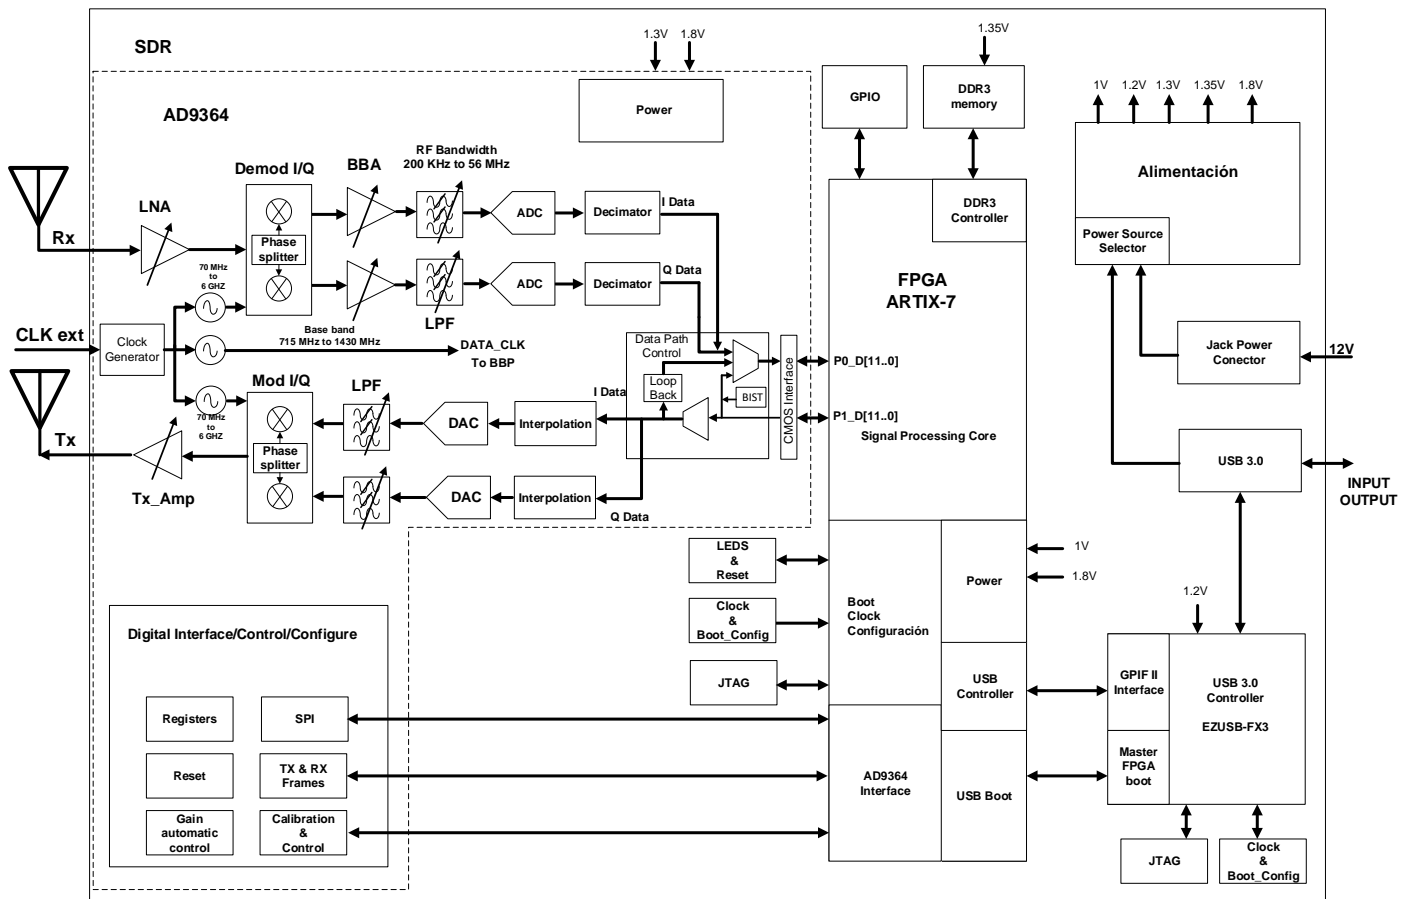 SDR
1.3V
1.8V
1.35V
AD9364
Power
GPIO
DDR3
memory
1V
1.2V
1.3V
1.35V
1.8V
Alimentación
Power Source
Selector
RF Bandwidth
200 KHz to 56 MHz
Demod I/Q
BBA
LNA
Rx
Phase
splitter
ADC
Decimator
I Data
DDR3
Controller
70 MHz
to
6 GHZ
ADC
Decimator
Q Data
LPF
FPGA
ARTIX-7
CLK ext
Clock
Generator
Base band
715 MHz to 1430 MHz
DATA_CLK
To BBP
Data Path
Control
Loop
Back
BIST
CMOS Interface
P0_D[11..0]
P1_D[11..0]
Signal Processing Core
Jack Power
Conector
12V
USB 3.0
INPUT
OUTPUT
Mod I/Q
LPF
I Data
70 MHz
to
6 GHZ
Tx
Phase
splitter
DAC
Interpolation
Tx_Amp
DAC
Interpolation
Q Data
LEDS
&
Reset
Clock
&
Boot_Config
JTAG
Boot
Clock
Configuración
Power
1V
1.8V
USB
Controller
1.2V
GPIF II
Interface
USB 3.0
Controller
EZUSB-FX3
Master
FPGA
boot
AD9364
Interface
USB Boot
JTAG
Clock
&
Boot_Config
Digital Interface/Control/Configure
Registers
SPI
Reset
TX & RX
Frames
Gain
automatic
control
Calibration
&
Control